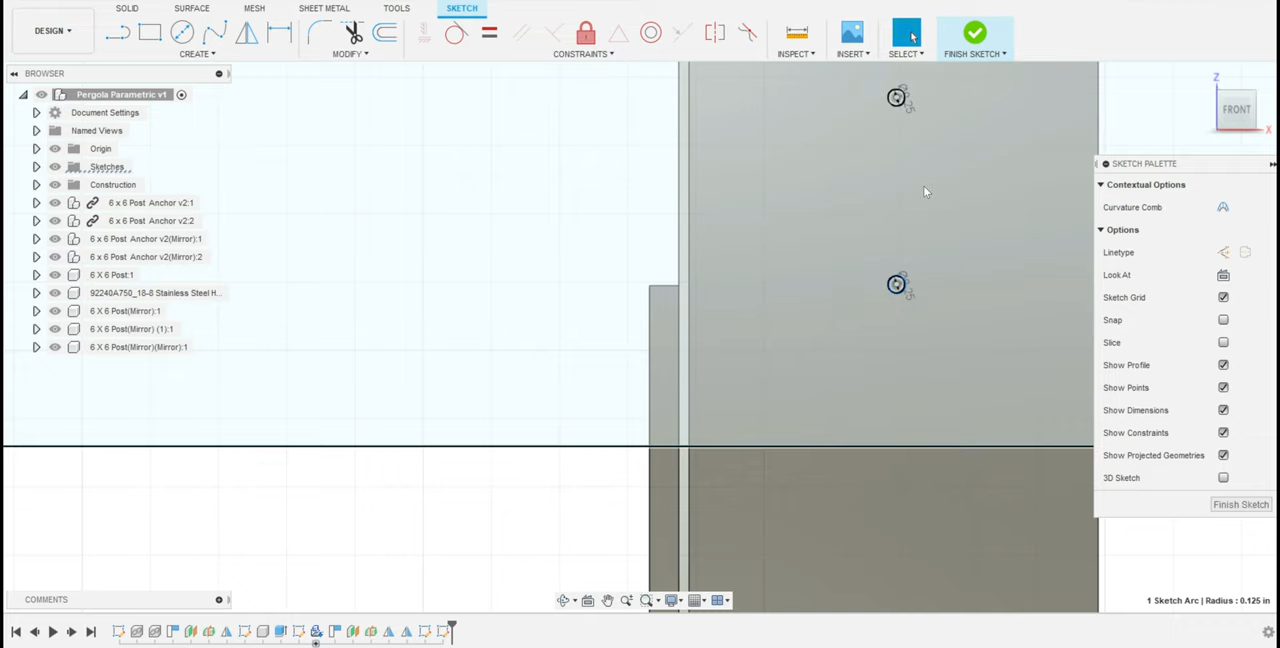 SOLID SURFACE MESH SHEET METAL TOOLS SKETCH
DESIGN
CREATE MODIFY CONSTRAINTS INSPECT INSERT SELECT FINISH SKETCH
BROWSER
Pergola Parametric v1
Document Settings
Named Views
Origin
Sketches
Construction
6 x 6 Post Anchor v2:1
6 x 6 Post Anchor v2:2
6 x 6 Post Anchor v2(Mirror):1
6 x 6 Post Anchor v2(Mirror):2
6 X 6 Post:1
92240A750_18-8 Stainless Steel H...
6 X 6 Post(Mirror):1
6 X 6 Post(Mirror) (1):1
6 X 6 Post(Mirror)(Mirror):1
Z
FRONT
X
SKETCH PALETTE
Contextual Options
Curvature Comb
Options
Linetype
Look At
Sketch Grid
Snap
Slice
Show Profile
Show Points
Show Dimensions
Show Constraints
Show Projected Geometries
3D Sketch
Finish Sketch
COMMENTS
1 Sketch Arc | Radius : 0.125 in